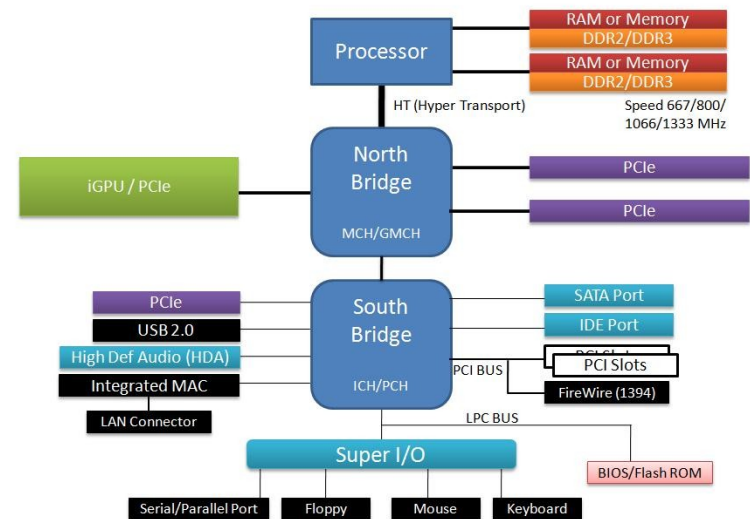 Processor
RAM or Memory
DDR2/DDR3
RAM or Memory
DDR2/DDR3
HT (Hyper Transport)
Speed 667/800/
1066/1333 MHz
North
Bridge
MCH/GMCH
iGPU / PCIe
PCIe
PCIe
South
Bridge
ICH/PCH
PCIe
USB 2.0
High Def Audio (HDA)
Integrated MAC
LAN Connector
SATA Port
IDE Port
PCI BUS
PCI Slots
FireWire (1394)
LPC BUS
Super I/O
BIOS/Flash ROM
Serial/Parallel Port
Floppy
Mouse
Keyboard